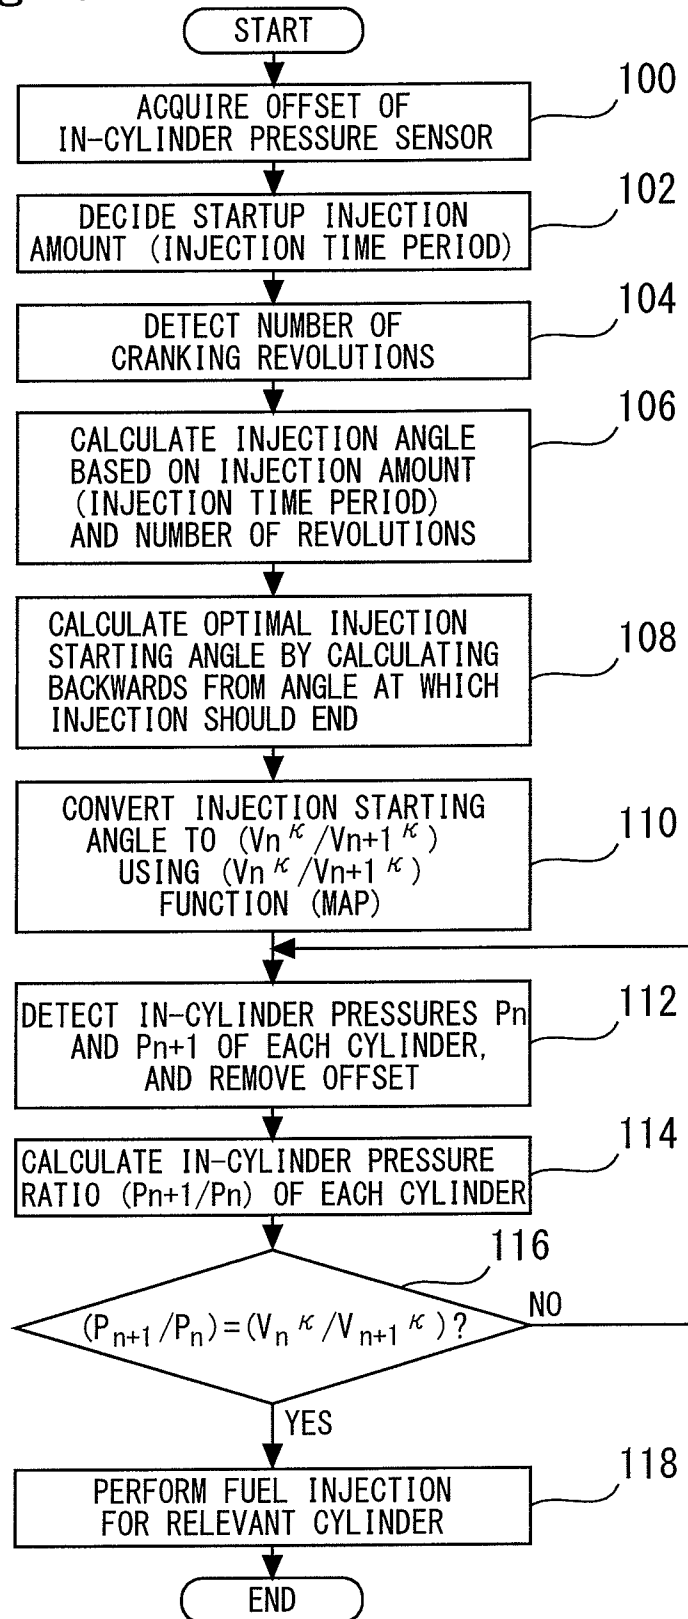 START
100
ACQUIRE OFFSET OF
IN-CYLINDER PRESSURE SENSOR
102
DECIDE STARTUP INJECTION
AMOUNT (INJECTION TIME PERIOD)
104
DETECT NUMBER OF
CRANKING REVOLUTIONS
106
CALCULATE INJECTION ANGLE
BASED ON INJECTION AMOUNT
(INJECTION TIME PERIOD)
AND NUMBER OF REVOLUTIONS
108
CALCULATE OPTIMAL INJECTION
STARTING ANGLE BY CALCULATING
BACKWARDS FROM ANGLE AT WHICH
INJECTION SHOULD END
110
CONVERT INJECTION STARTING
ANGLE TO (Vn^κ/Vn+1^κ)
USING (Vn^κ/Vn+1^κ)
FUNCTION (MAP)
112
DETECT IN-CYLINDER PRESSURES Pn
AND Pn+1 OF EACH CYLINDER,
AND REMOVE OFFSET
114
CALCULATE IN-CYLINDER PRESSURE
RATIO (Pn+1/Pn) OF EACH CYLINDER
116
(P_{n+1}/P_n)=(V_n^κ/V_{n+1}^κ)?
NO
YES
118
PERFORM FUEL INJECTION
FOR RELEVANT CYLINDER
END